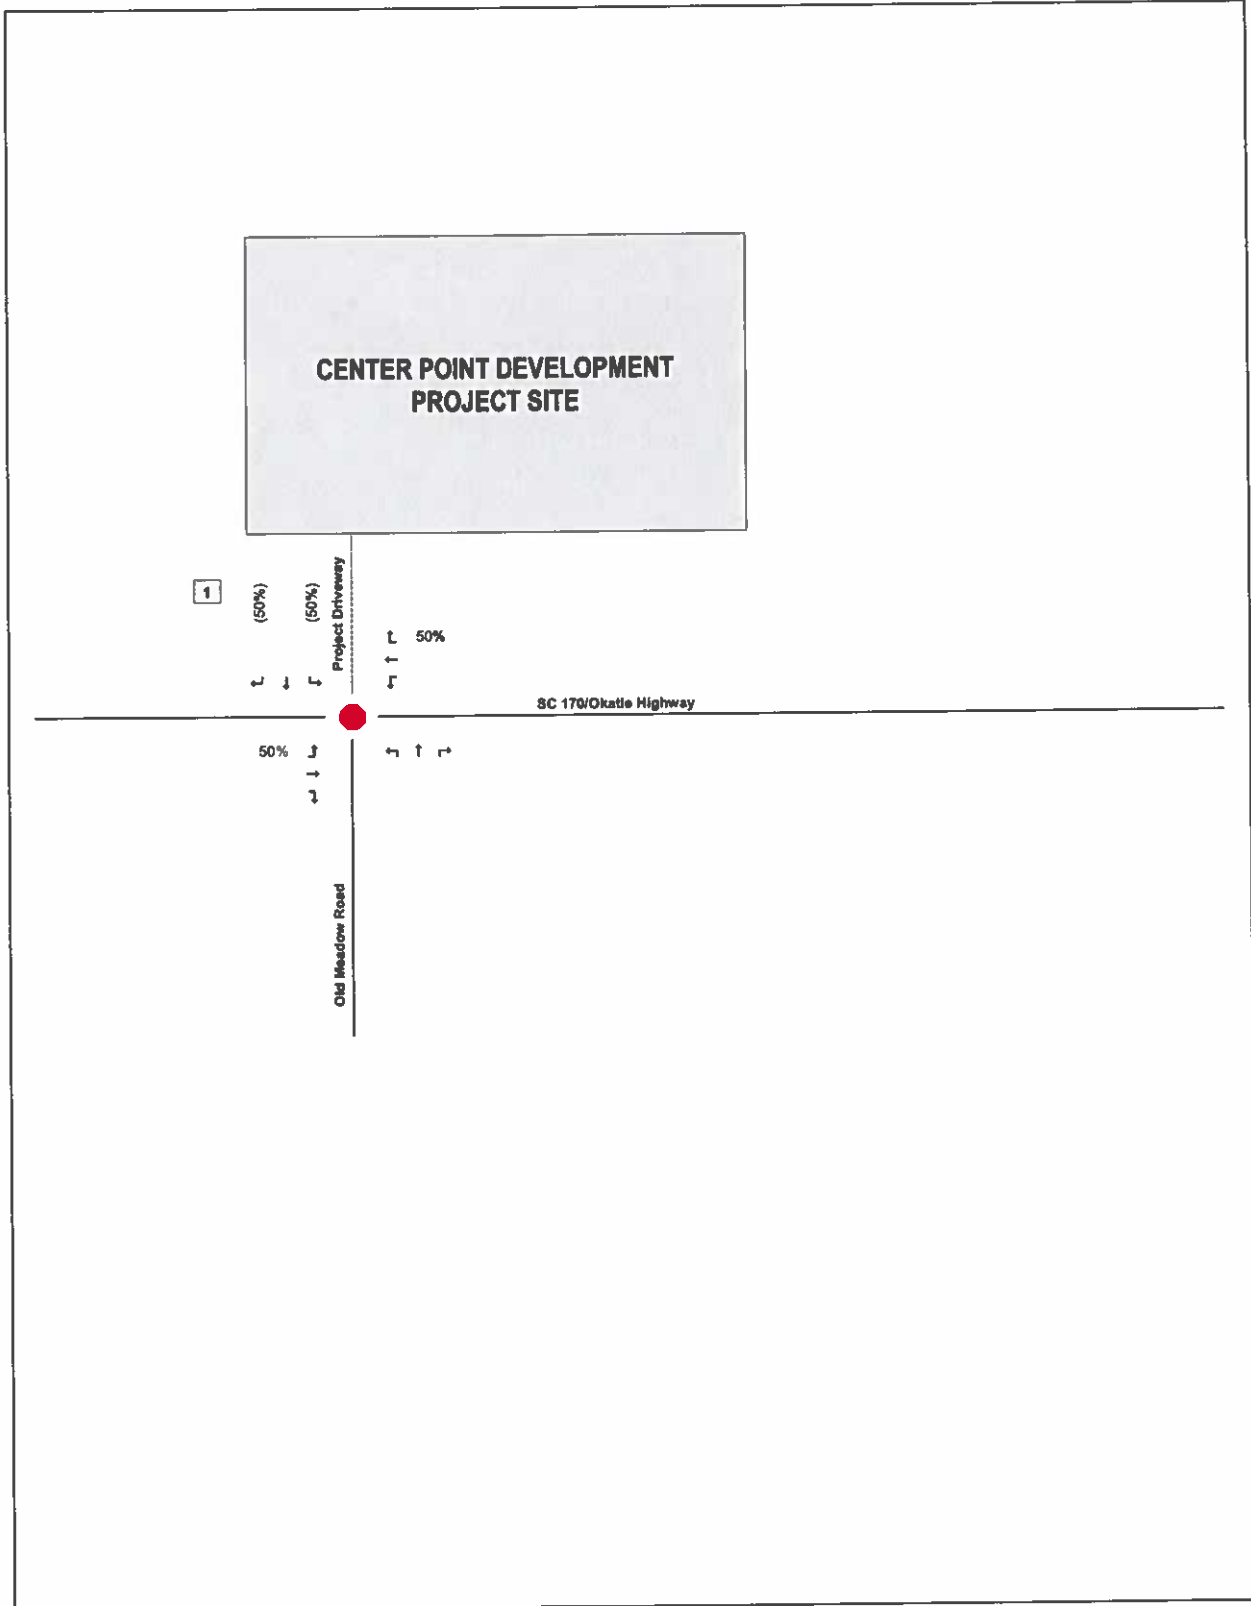 CENTER POINT DEVELOPMENT
PROJECT SITE
1
(50%)
(50%)
Project Driveway
50%
SC 170/Okatie Highway
50%
Old Meadow Road